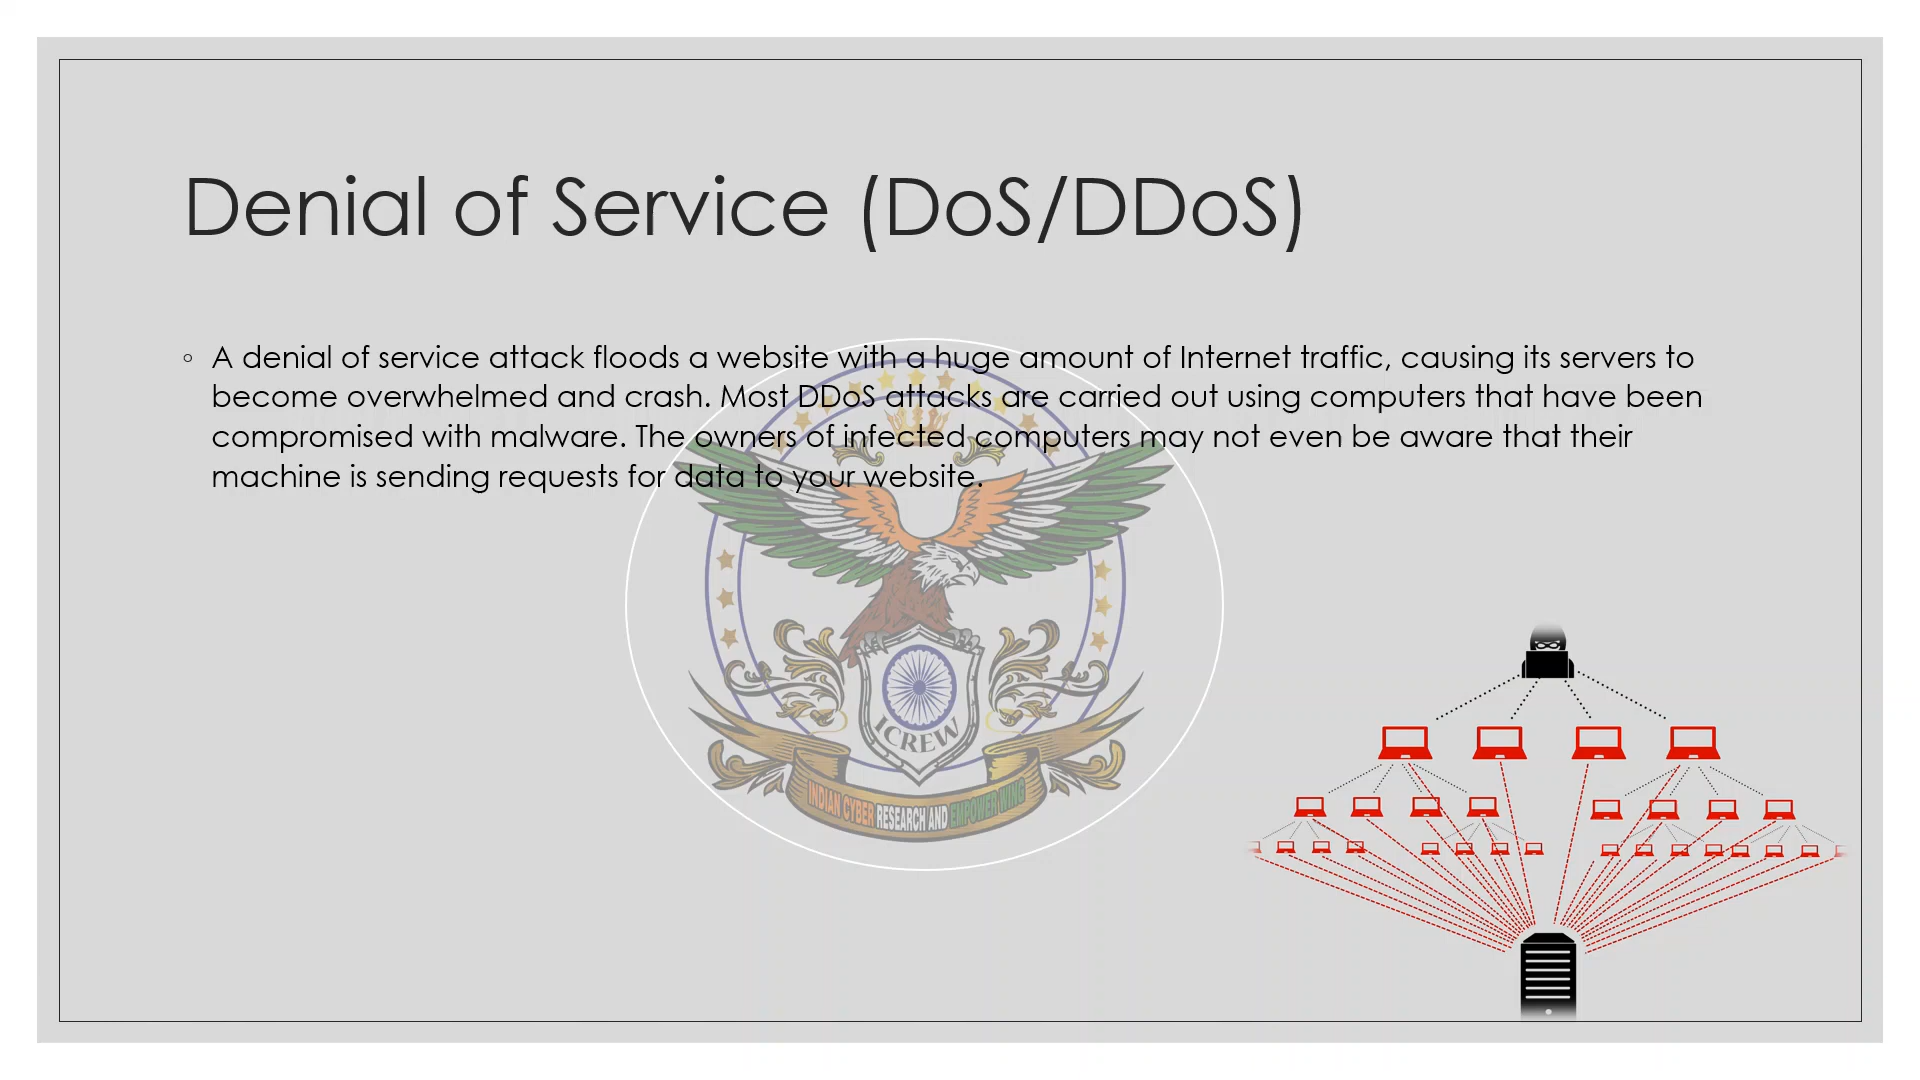 Denial of Service (DoS/DDoS)
◦ A denial of service attack floods a website with a huge amount of Internet traffic, causing its servers to
become overwhelmed and crash. Most DDoS attacks are carried out using computers that have been
compromised with malware. The owners of infected computers may not even be aware that their
machine is sending requests for data to your website.
ICREW
INDIAN CYBER RESEARCH AND EMPOWER WING